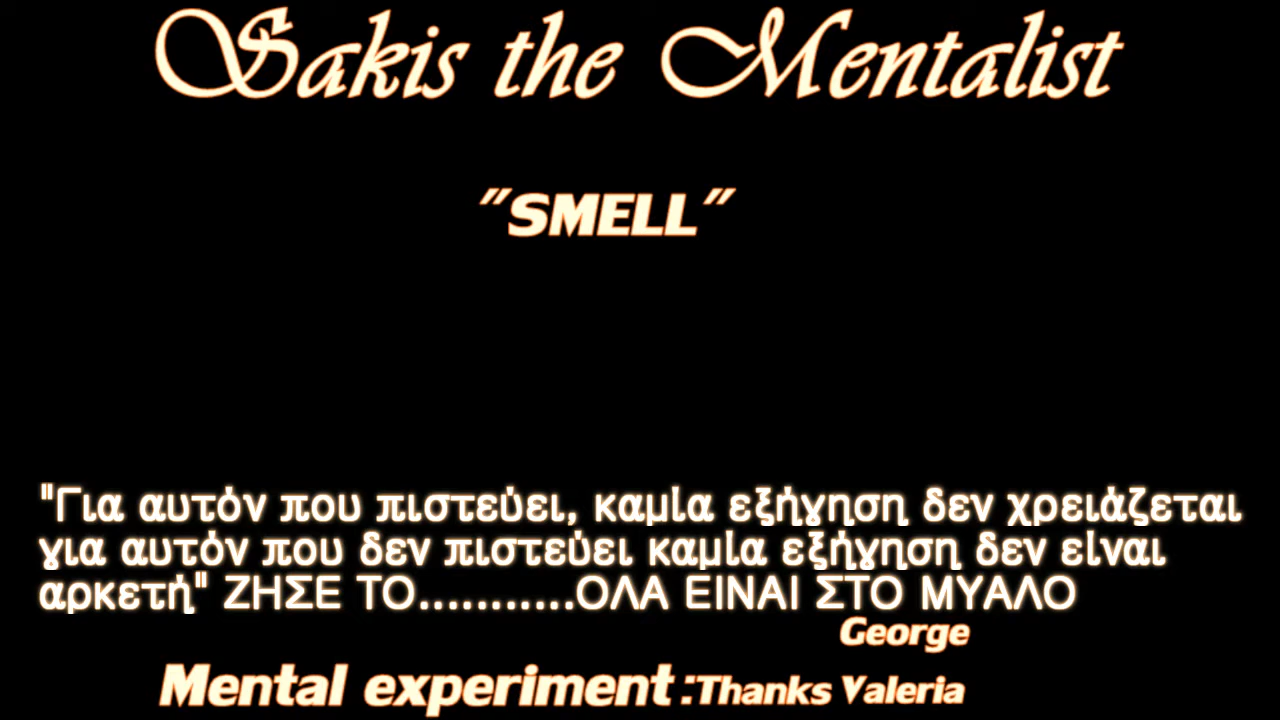 Sakis the Mentalist
"SMELL"
"Για αυτόν που πιστεύει, καμία εξήγηση δεν χρειάζεται
για αυτόν που δεν πιστεύει καμία εξήγηση δεν είναι
αρκετή" ΖΗΣΕ ΤΟ...........ΟΛΑ ΕΙΝΑΙ ΣΤΟ ΜΥΑΛΟ
George
Mental experiment :Thanks Valeria